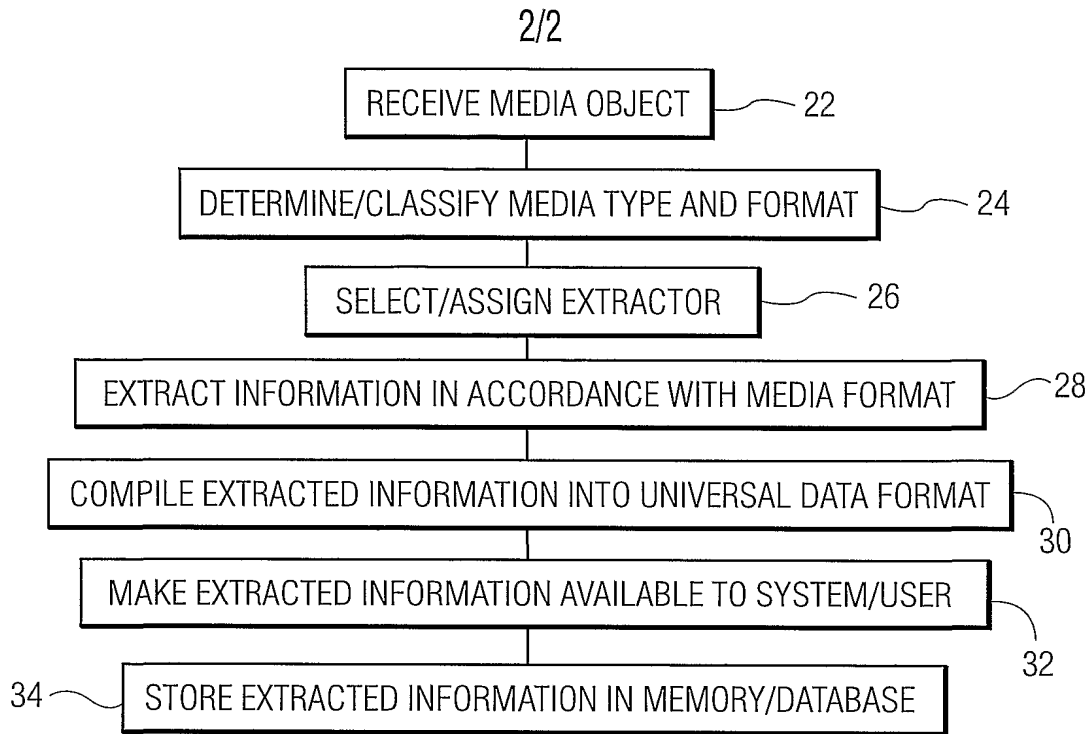 2/2
RECEIVE MEDIA OBJECT
22
DETERMINE/CLASSIFY MEDIA TYPE AND FORMAT
24
SELECT/ASSIGN EXTRACTOR
26
EXTRACT INFORMATION IN ACCORDANCE WITH MEDIA FORMAT
28
COMPILE EXTRACTED INFORMATION INTO UNIVERSAL DATA FORMAT
30
MAKE EXTRACTED INFORMATION AVAILABLE TO SYSTEM/USER
32
34
STORE EXTRACTED INFORMATION IN MEMORY/DATABASE